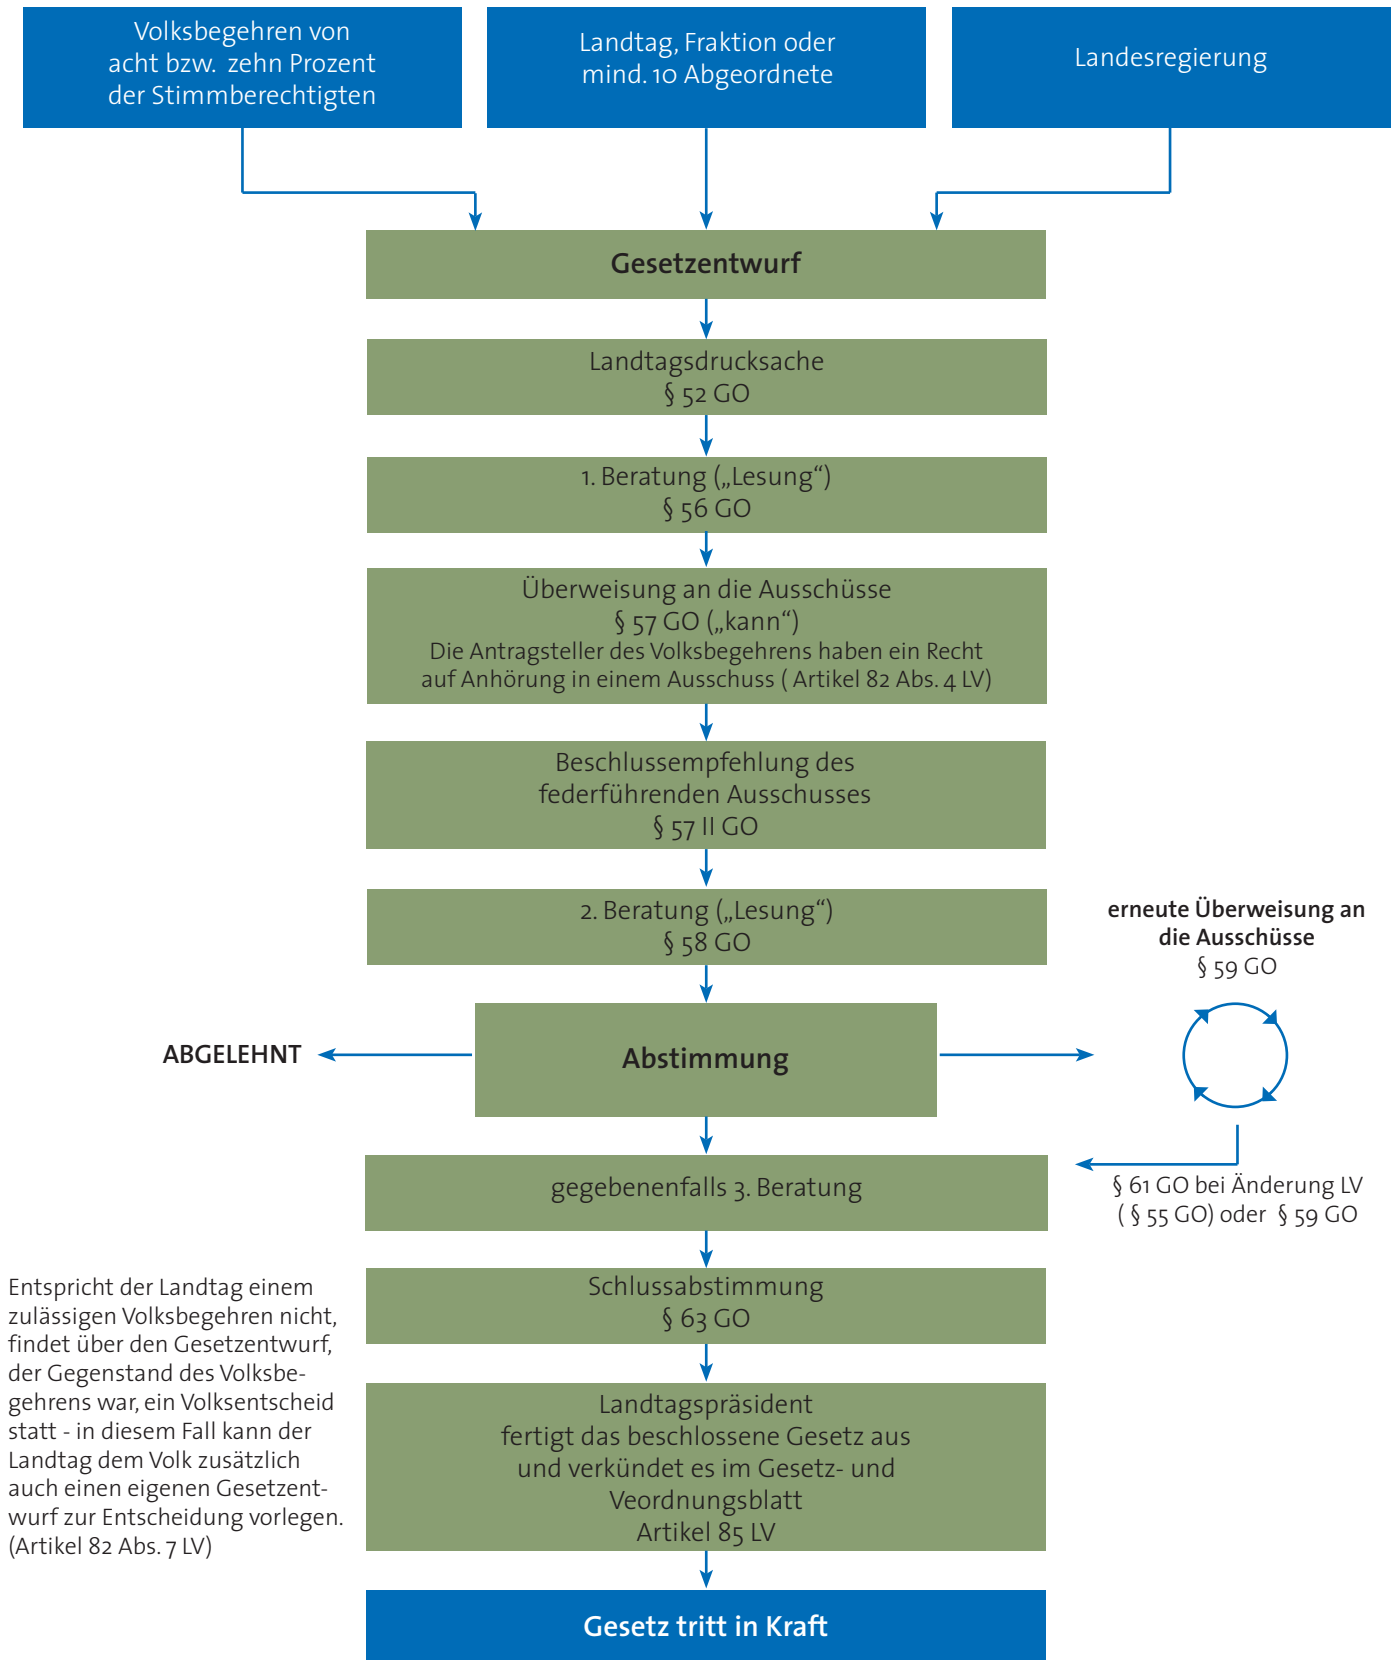 Volksbegehren von
acht bzw. zehn Prozent
der Stimmberechtigten
Landtag, Fraktion oder
mind. 10 Abgeordnete
Landesregierung
Gesetzentwurf
Landtagsdrucksache
§ 52 GO
1. Beratung („Lesung“)
§ 56 GO
Überweisung an die Ausschüsse
§ 57 GO („kann“)
Die Antragsteller des Volksbegehrens haben ein Recht
auf Anhörung in einem Ausschuss ( Artikel 82 Abs. 4 LV)
Beschlussempfehlung des
federführenden Ausschusses
§ 57 II GO
2. Beratung („Lesung“)
§ 58 GO
erneute Überweisung an
die Ausschüsse
§ 59 GO
ABGELEHNT
Abstimmung
gegebenenfalls 3. Beratung
§ 61 GO bei Änderung LV
( § 55 GO) oder § 59 GO
Schlussabstimmung
§ 63 GO
Entspricht der Landtag einem
zulässigen Volksbegehren nicht,
findet über den Gesetzentwurf,
der Gegenstand des Volksbe-
gehrens war, ein Volksentscheid
statt - in diesem Fall kann der
Landtag dem Volk zusätzlich
auch einen eigenen Gesetzent-
wurf zur Entscheidung vorlegen.
(Artikel 82 Abs. 7 LV)
Landtagspräsident
fertigt das beschlossene Gesetz aus
und verkündet es im Gesetz- und
Veordnungsblatt
Artikel 85 LV
Gesetz tritt in Kraft